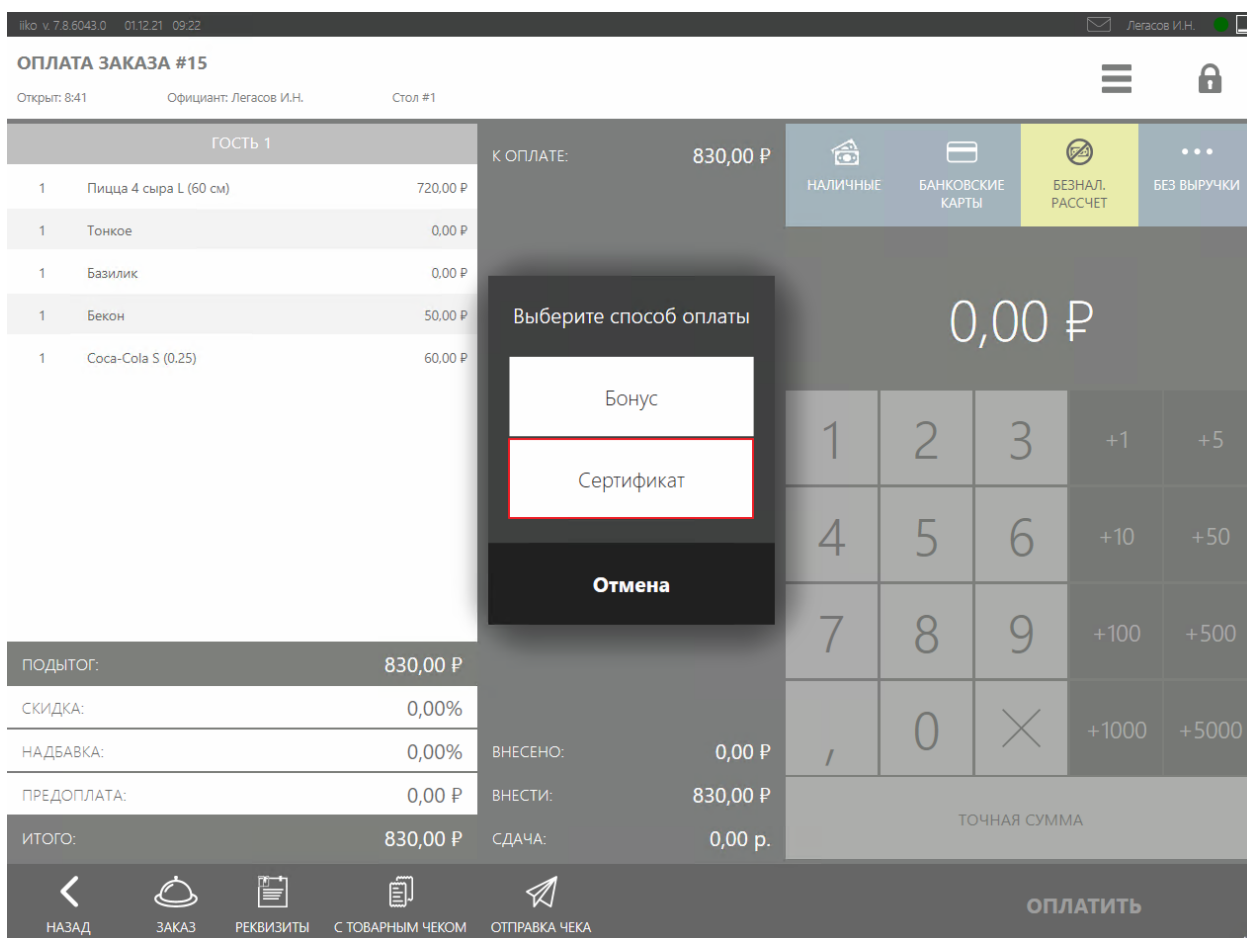 iiko v. 7.8.6043.0 01.12.21 09:22 Легасов И.Н.
ОПЛАТА ЗАКАЗА #15
Открыт: 8:41 Официант: Легасов И.Н. Стол #1
ГОСТЬ 1
1 Пицца 4 сыра L (60 см) 720,00 ₽
1 Тонкое 0,00 ₽
1 Базилик 0,00 ₽
1 Бекон 50,00 ₽
1 Coca-Cola S (0.25) 60,00 ₽
ПОДЫТОГ: 830,00 ₽
СКИДКА: 0,00%
НАДБАВКА: 0,00%
ПРЕДОПЛАТА: 0,00 ₽
ИТОГО: 830,00 ₽
К ОПЛАТЕ: 830,00 ₽
Выберите способ оплаты
Бонус
Сертификат
Отмена
ВНЕСЕНО: 0,00 ₽
ВНЕСТИ: 830,00 ₽
СДАЧА: 0,00 р.
НАЛИЧНЫЕ
БАНКОВСКИЕ
КАРТЫ
БЕЗНАЛ.
РАССЧЕТ
БЕЗ ВЫРУЧКИ
0,00 ₽
1 2 3 +1 +5
4 5 6 +10 +50
7 8 9 +100 +500
, 0 +1000 +5000
ТОЧНАЯ СУММА
НАЗАД ЗАКАЗ РЕКВИЗИТЫ С ТОВАРНЫМ ЧЕКОМ ОТПРАВКА ЧЕКА
ОПЛАТИТЬ